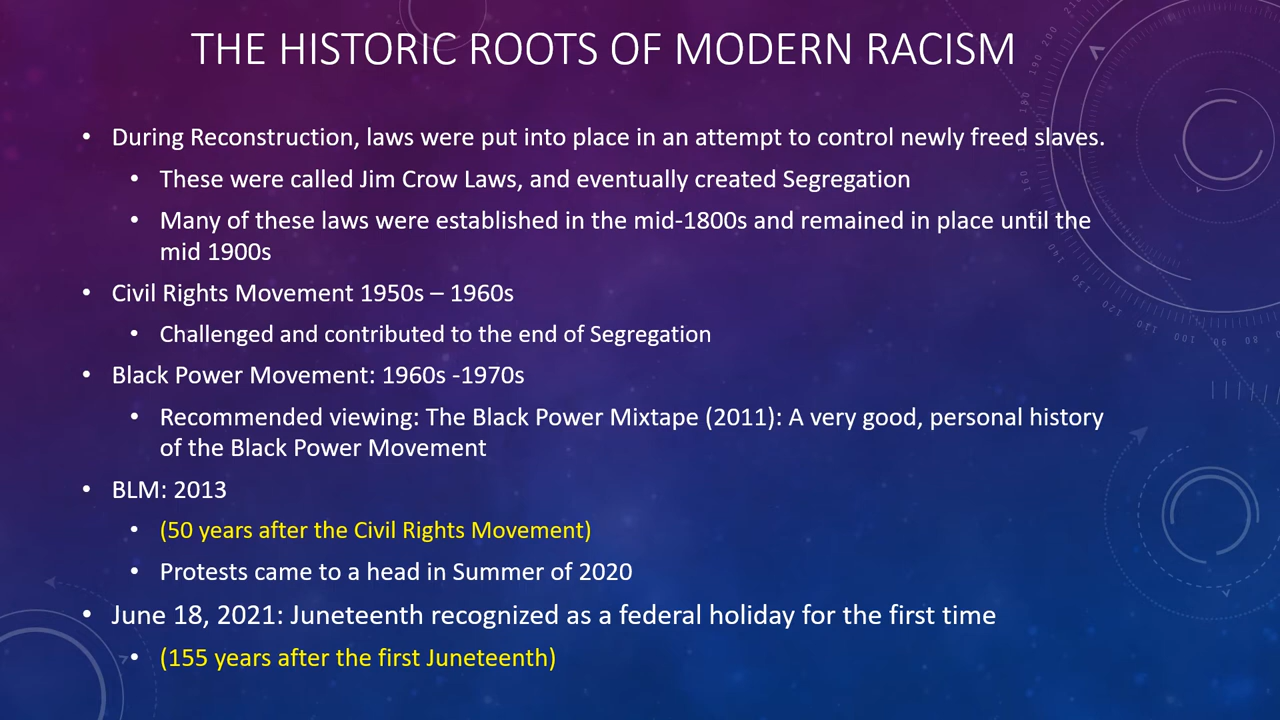 THE HISTORIC ROOTS OF MODERN RACISM
• During Reconstruction, laws were put into place in an attempt to control newly freed slaves.
• These were called Jim Crow Laws, and eventually created Segregation
• Many of these laws were established in the mid-1800s and remained in place until the
mid 1900s
• Civil Rights Movement 1950s – 1960s
• Challenged and contributed to the end of Segregation
• Black Power Movement: 1960s -1970s
• Recommended viewing: The Black Power Mixtape (2011): A very good, personal history
of the Black Power Movement
• BLM: 2013
• (50 years after the Civil Rights Movement)
• Protests came to a head in Summer of 2020
• June 18, 2021: Juneteenth recognized as a federal holiday for the first time
• (155 years after the first Juneteenth)